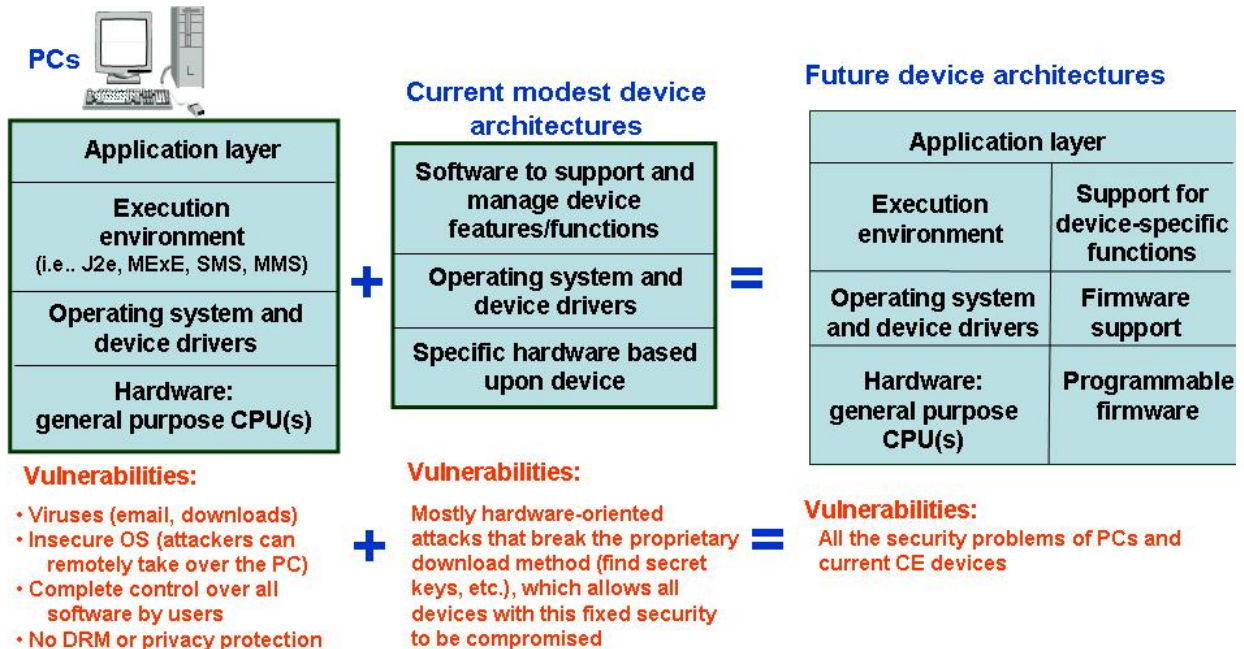 PCs
Application layer
Execution
environment
(i.e.. J2e, MExE, SMS, MMS)
Operating system and
device drivers
Hardware:
general purpose CPU(s)
Vulnerabilities:
• Viruses (email, downloads)
• Insecure OS (attackers can
remotely take over the PC)
• Complete control over all
software by users
• No DRM or privacy protection
+
+
Current modest device
architectures
Software to support and
manage device
features/functions
Operating system and
device drivers
Specific hardware based
upon device
Vulnerabilities:
Mostly hardware-oriented
attacks that break the proprietary
download method (find secret
keys, etc.), which allows all
devices with this fixed security
to be compromised
=
=
Future device architectures
Application layer
Execution
environment
Support for
device-specific
functions
Operating system
and device drivers
Firmware
support
Hardware:
general purpose
CPU(s)
Programmable
firmware
Vulnerabilities:
All the security problems of PCs and
current CE devices